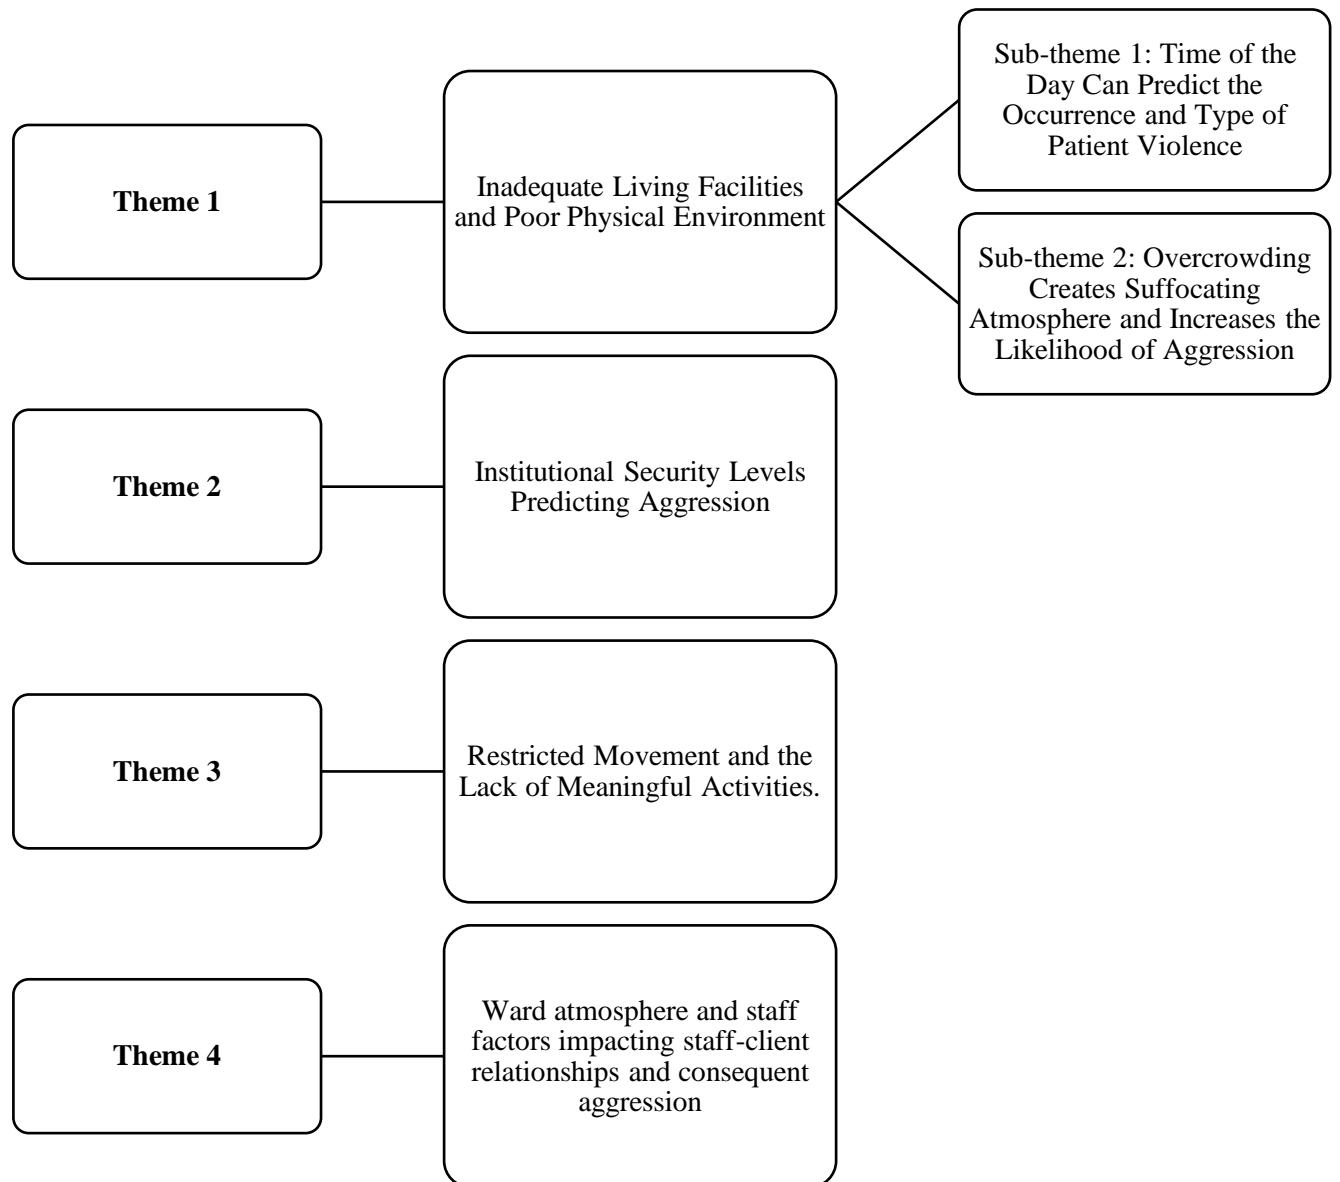 Theme 1
Inadequate Living Facilities
and Poor Physical Environment
Sub-theme 1: Time of the
Day Can Predict the
Occurrence and Type of
Patient Violence
Sub-theme 2: Overcrowding
Creates Suffocating
Atmosphere and Increases the
Likelihood of Aggression
Theme 2
Institutional Security Levels
Predicting Aggression
Theme 3
Restricted Movement and the
Lack of Meaningful Activities.
Theme 4
Ward atmosphere and staff
factors impacting staff-client
relationships and consequent
aggression